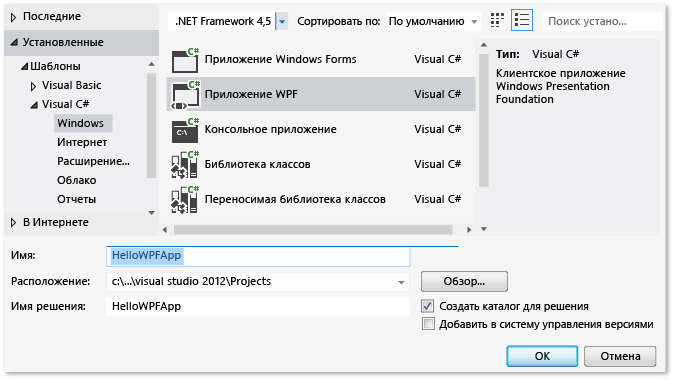 Последние
.NET Framework 4,5
Сортировать по:
По умолчанию
Поиск устано...
Установленные
Шаблоны
Visual Basic
Visual C#
Windows
Интернет
Расширение...
Облако
Отчеты
В Интернете
C#
Приложение Windows Forms
Visual C#
C#
Приложение WPF
Visual C#
C#
C:\
Консольное приложение
Visual C#
C#
Библиотека классов
Visual C#
C#
Переносимая библиотека классов
Visual C#
Тип: Visual C#
Клиентское приложение
Windows Presentation
Foundation
Имя:
HelloWPFApp
Расположение:
c:\...\visual studio 2012\Projects
Обзор...
Имя решения:
HelloWPFApp
Создать каталог для решения
Добавить в систему управления версиями
ОК
Отмена